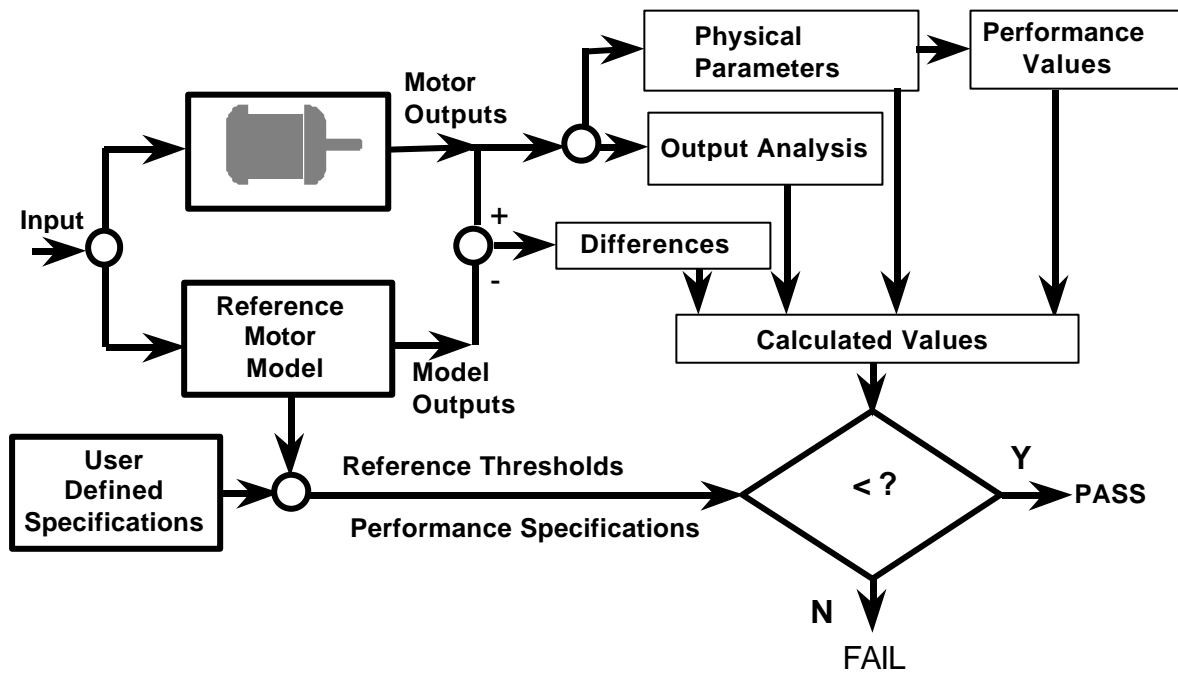 Physical
Parameters
Performance
Values
Motor
Outputs
Output Analysis
Input
+
Differences
-
Reference
Motor
Model
Calculated Values
Model
Outputs
User
Defined
Specifications
Reference Thresholds
Performance Specifications
< ?
Y
PASS
N
FAIL